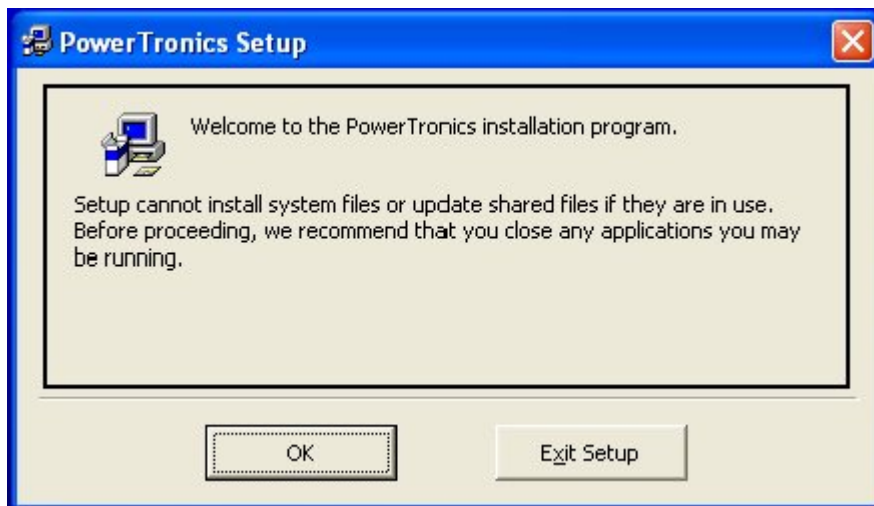 PowerTronics Setup
Welcome to the PowerTronics installation program.
Setup cannot install system files or update shared files if they are in use.
Before proceeding, we recommend that you close any applications you may
be running.
OK
Exit Setup